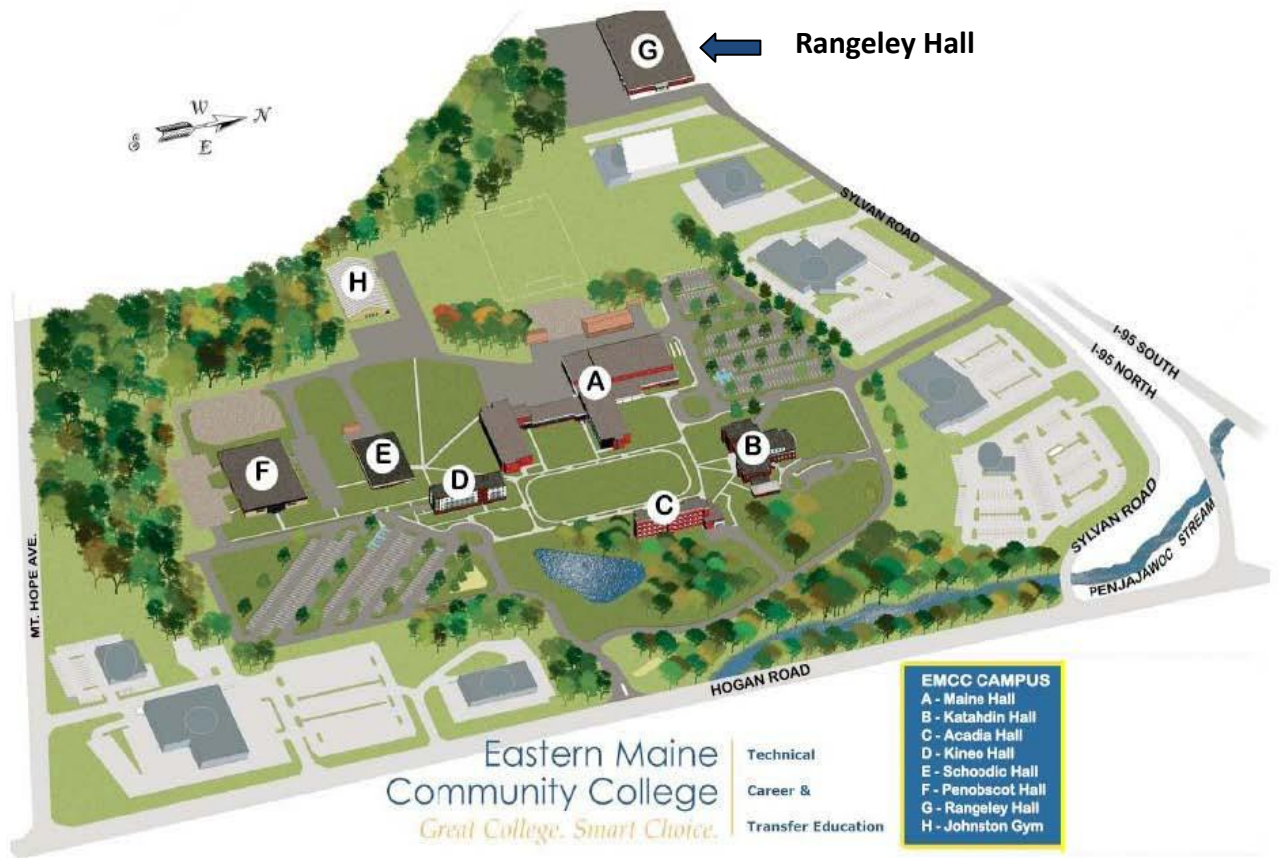 G
Rangeley Hall
W
N
S
E
SYLVAN ROAD
H
I-95 SOUTH
I-95 NORTH
A
B
E
D
F
C
SYLVAN ROAD
PENJAJAWOC STREAM
MT. HOPE AVE.
HOGAN ROAD
EMCC CAMPUS
A - Maine Hall
B - Katahdin Hall
C - Acadia Hall
D - Kineo Hall
E - Schoodic Hall
F - Penobscot Hall
G - Rangeley Hall
H - Johnston Gym
Eastern Maine
Community College
Great College. Smart Choice.
Technical
Career &
Transfer Education